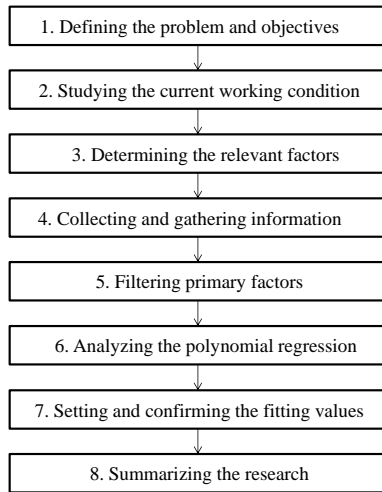 1. Defining the problem and objectives
2. Studying the current working condition
3. Determining the relevant factors
4. Collecting and gathering information
5. Filtering primary factors
6. Analyzing the polynomial regression
7. Setting and confirming the fitting values
8. Summarizing the research